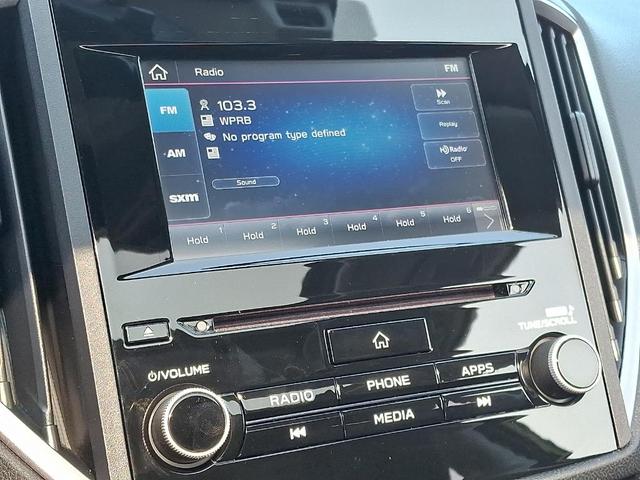 Radio
FM
FM
103.3
WPRB
No program type defined
AM
SXM
Scan
Replay
HD Radio
OFF
Sound
Hold 1
Hold 2
Hold 3
Hold 4
Hold 5
Hold 6
TUNE/SCROLL
/VOLUME
RADIO
PHONE
APPS
MEDIA